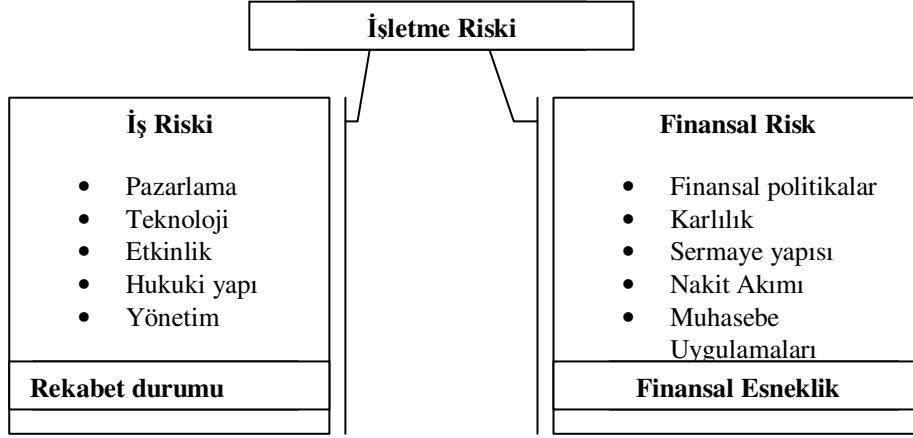 İşletme Riski
İş Riski
• Pazarlama
• Teknoloji
• Etkinlik
• Hukuki yapı
• Yönetim
Rekabet durumu
Finansal Risk
• Finansal politikalar
• Karlılık
• Sermaye yapısı
• Nakit Akımı
• Muhasebe
Uygulamaları
Finansal Esneklik